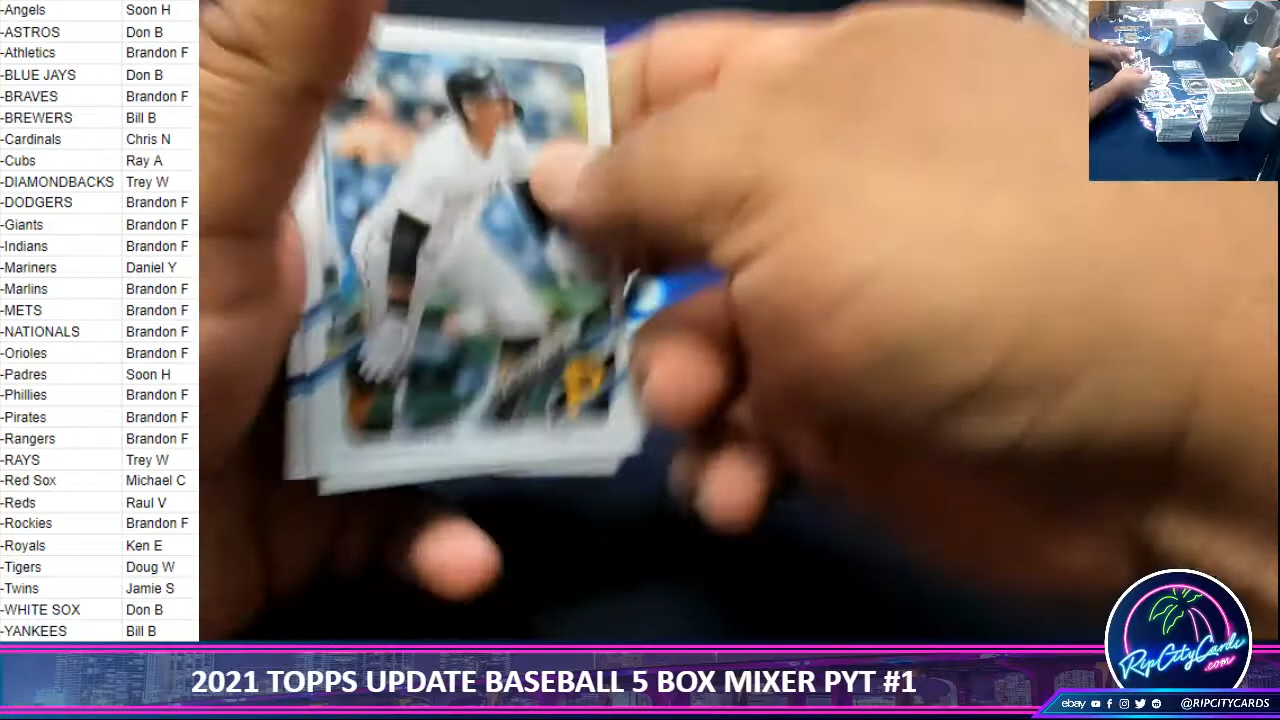 -Angels Soon H
-ASTROS Don B
-Athletics Brandon F
-BLUE JAYS Don B
-BRAVES Brandon F
-BREWERS Bill B
-Cardinals Chris N
-Cubs Ray A
-DIAMONDBACKS Trey W
-DODGERS Brandon F
-Giants Brandon F
-Indians Brandon F
-Mariners Daniel Y
-Marlins Brandon F
-METS Brandon F
-NATIONALS Brandon F
-Orioles Brandon F
-Padres Soon H
-Phillies Brandon F
-Pirates Brandon F
-Rangers Brandon F
-RAYS Trey W
-Red Sox Michael C
-Reds Raul V
-Rockies Brandon F
-Royals Ken E
-Tigers Doug W
-Twins Jamie S
-WHITE SOX Don B
-YANKEES Bill B
P
RipCityCards
.com
2021 TOPPS UPDATE BASEBALL 5 BOX MIXER PYT #1
ebay @RIPCITYCARDS